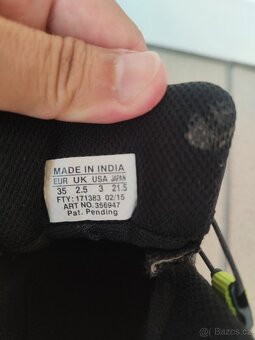 MADE IN INDIA
EUR UK USA JAPAN
35 2.5 3 21.5
FTY: 171383 02/15
ART NO. 356947
Pat. Pending
© Bazoš.cz